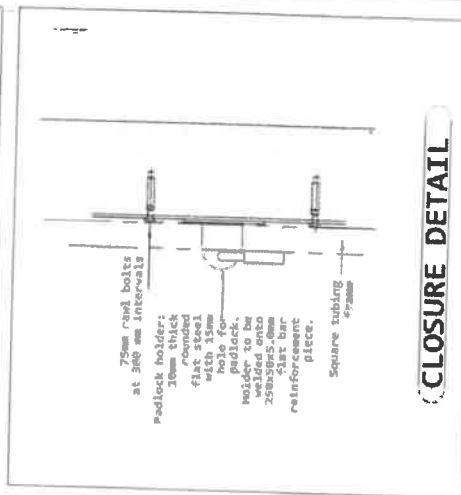 75mm rawl bolts
at 300 mm intervals
Padlock holder:
10mm thick
rounded
flat steel
with 15mm
hole for
padlock.
Holder to be
welded onto
250x50x5.0mm
flat bar
reinforcement
piece.
Square tubing
frame
CLOSURE DETAIL